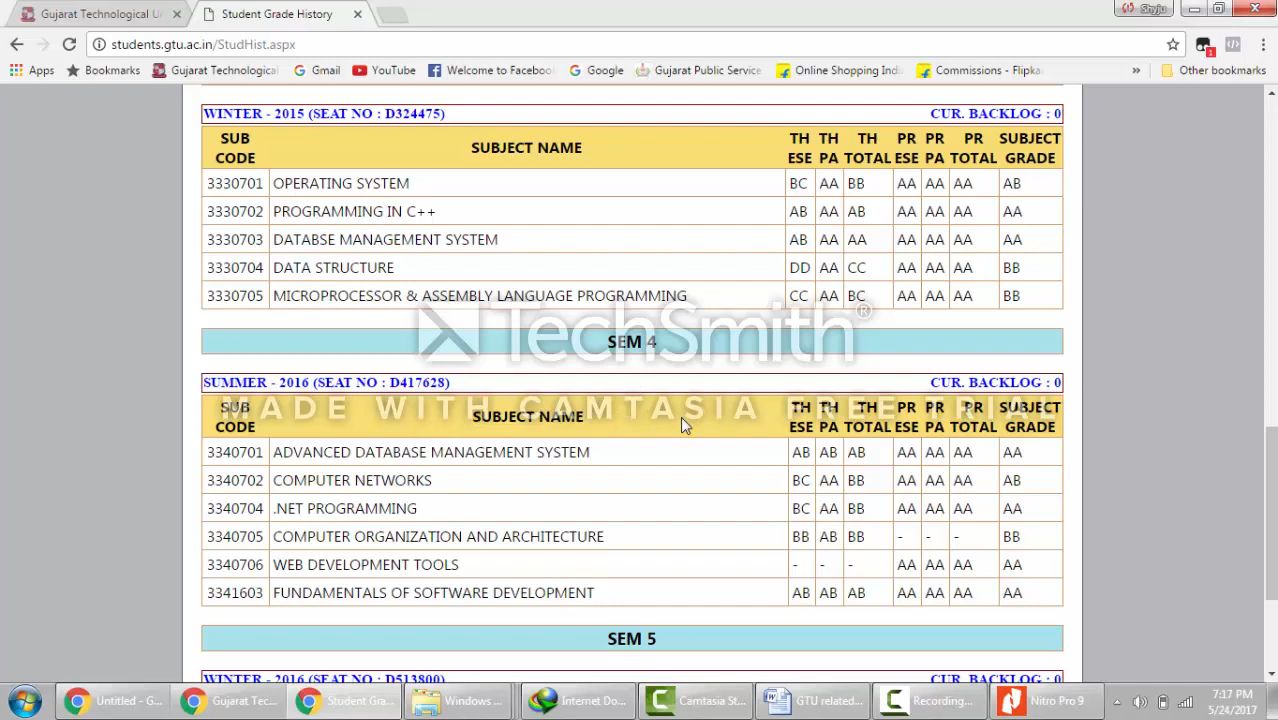 Gujarat Technological U
Student Grade History
Shyju
students.gtu.ac.in/StudHist.aspx
1
Apps Bookmarks Gujarat Technological Gmail YouTube Welcome to Faceboo Google Gujarat Public Service Online Shopping Indi Commissions - Flipka » Other bookmarks
WINTER - 2015 (SEAT NO : D324475) CUR. BACKLOG : 0
SUB CODE SUBJECT NAME TH ESE TH PA TH TOTAL PR ESE PR PA PR TOTAL SUBJECT GRADE
3330701 OPERATING SYSTEM BC AA BB AA AA AA AB
3330702 PROGRAMMING IN C++ AB AA AB AA AA AA AA
3330703 DATABSE MANAGEMENT SYSTEM AB AA AA AA AA AA AA
3330704 DATA STRUCTURE DD AA CC AA AA AA BB
3330705 MICROPROCESSOR & ASSEMBLY LANGUAGE PROGRAMMING CC AA BC AA AA AA BB
TechSmith®
SEM 4
SUMMER - 2016 (SEAT NO : D417628) CUR. BACKLOG : 0
MADE WITH CAMTASIA FREE TRIAL
SUB CODE SUBJECT NAME TH ESE TH PA TH TOTAL PR ESE PR PA PR TOTAL SUBJECT GRADE
3340701 ADVANCED DATABASE MANAGEMENT SYSTEM AB AB AB AA AA AA AA
3340702 COMPUTER NETWORKS BC AA BB AA AA AA AB
3340704 .NET PROGRAMMING BC AA BB AA AA AA AA
3340705 COMPUTER ORGANIZATION AND ARCHITECTURE BB AB BB - - - BB
3340706 WEB DEVELOPMENT TOOLS - - - AA AA AA AA
3341603 FUNDAMENTALS OF SOFTWARE DEVELOPMENT AB AB AB AA AA AA AA
SEM 5
WINTER - 2016 (SEAT NO : D513800) CUR. BACKLOG : 0
Untitled - G... Gujarat Tec... Student Gra... Windows ... Internet Do... Camtasia St... GTU related... Recording... Nitro Pro 9 7:17 PM
5/24/2017